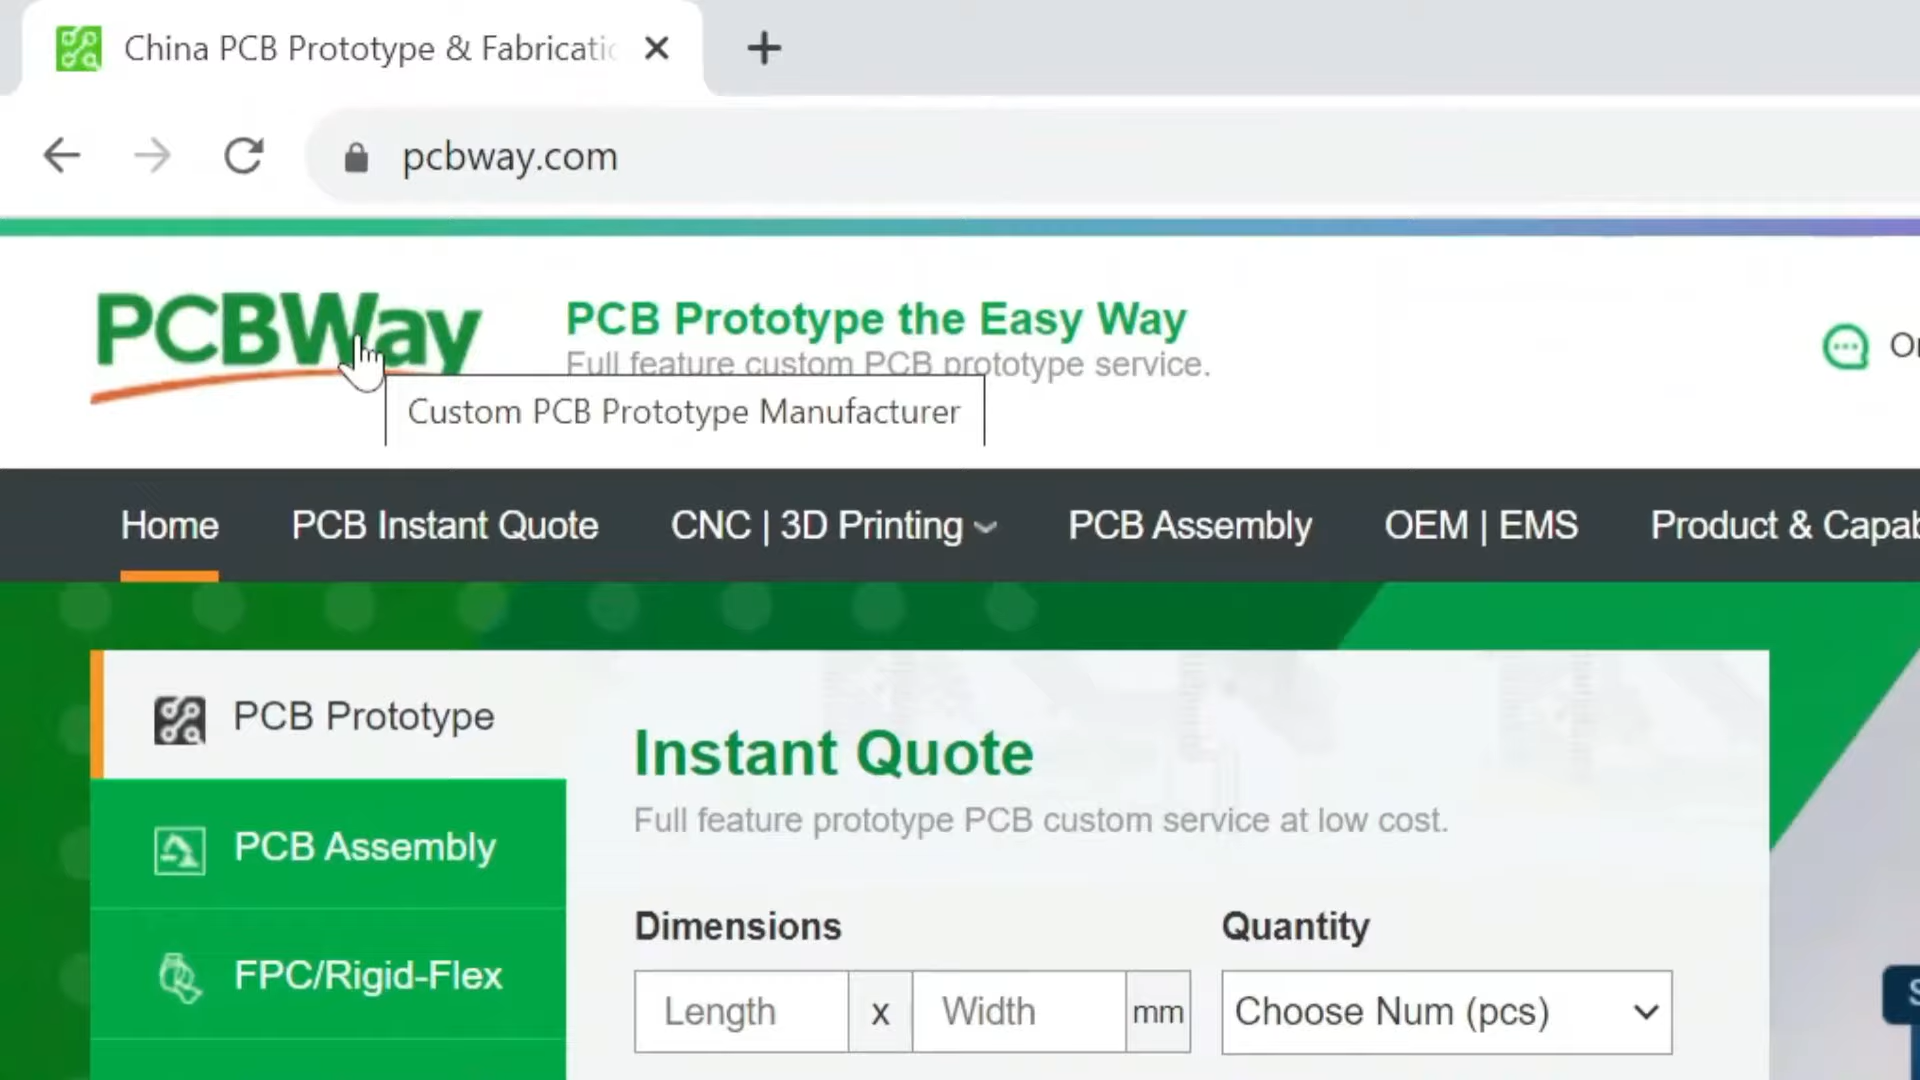 China PCB Prototype & Fabricatio
pcbway.com
PCBWay
PCB Prototype the Easy Way
Full feature custom PCB prototype service.
Custom PCB Prototype Manufacturer
Home
PCB Instant Quote
CNC | 3D Printing
PCB Assembly
OEM | EMS
Product & Capab
PCB Prototype
PCB Assembly
FPC/Rigid-Flex
Instant Quote
Full feature prototype PCB custom service at low cost.
Dimensions
Quantity
Length x Width mm
Choose Num (pcs)